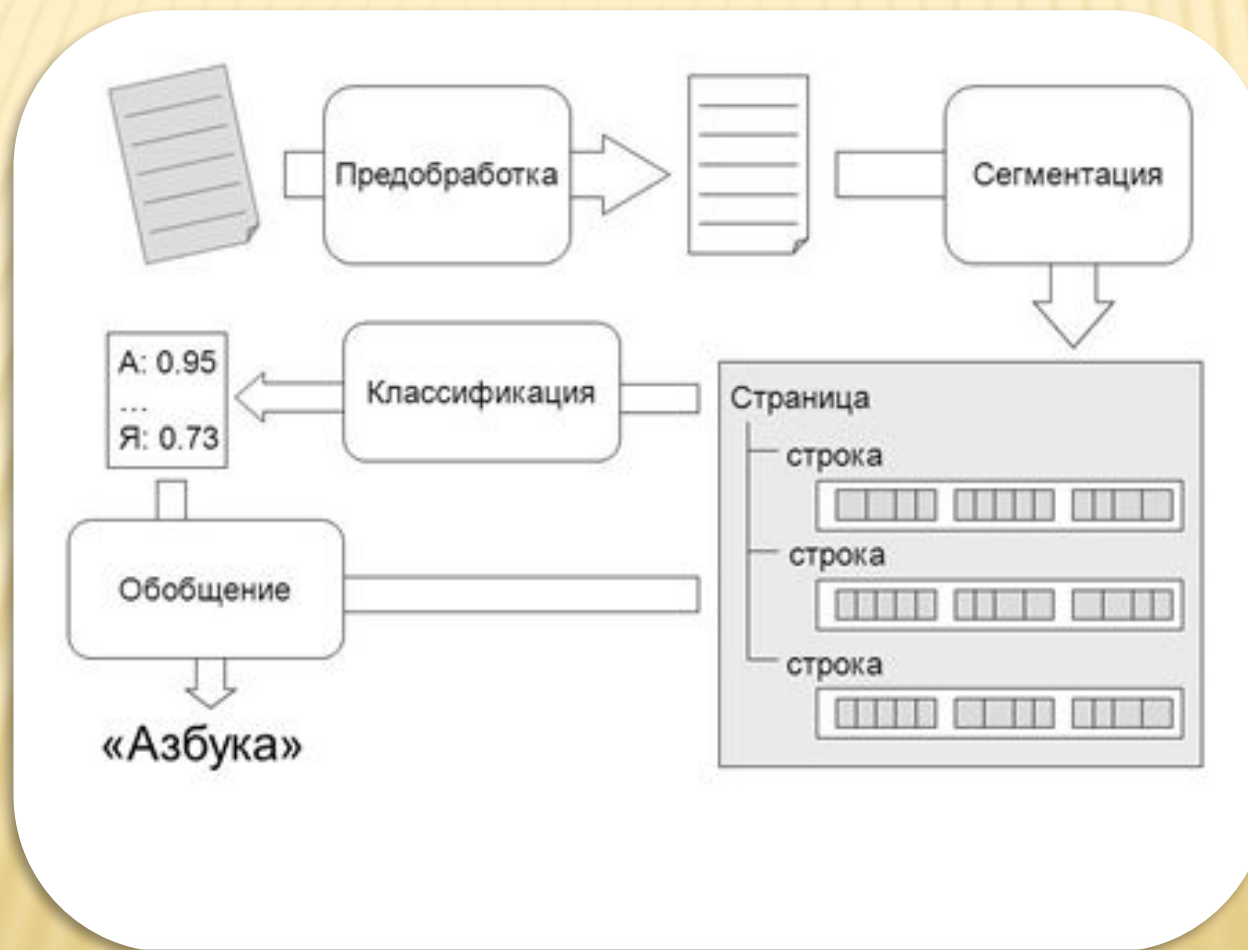 Предобработка
Сегментация
А: 0.95
...
Я: 0.73
Классификация
Страница
строка
строка
строка
Обобщение
«Азбука»